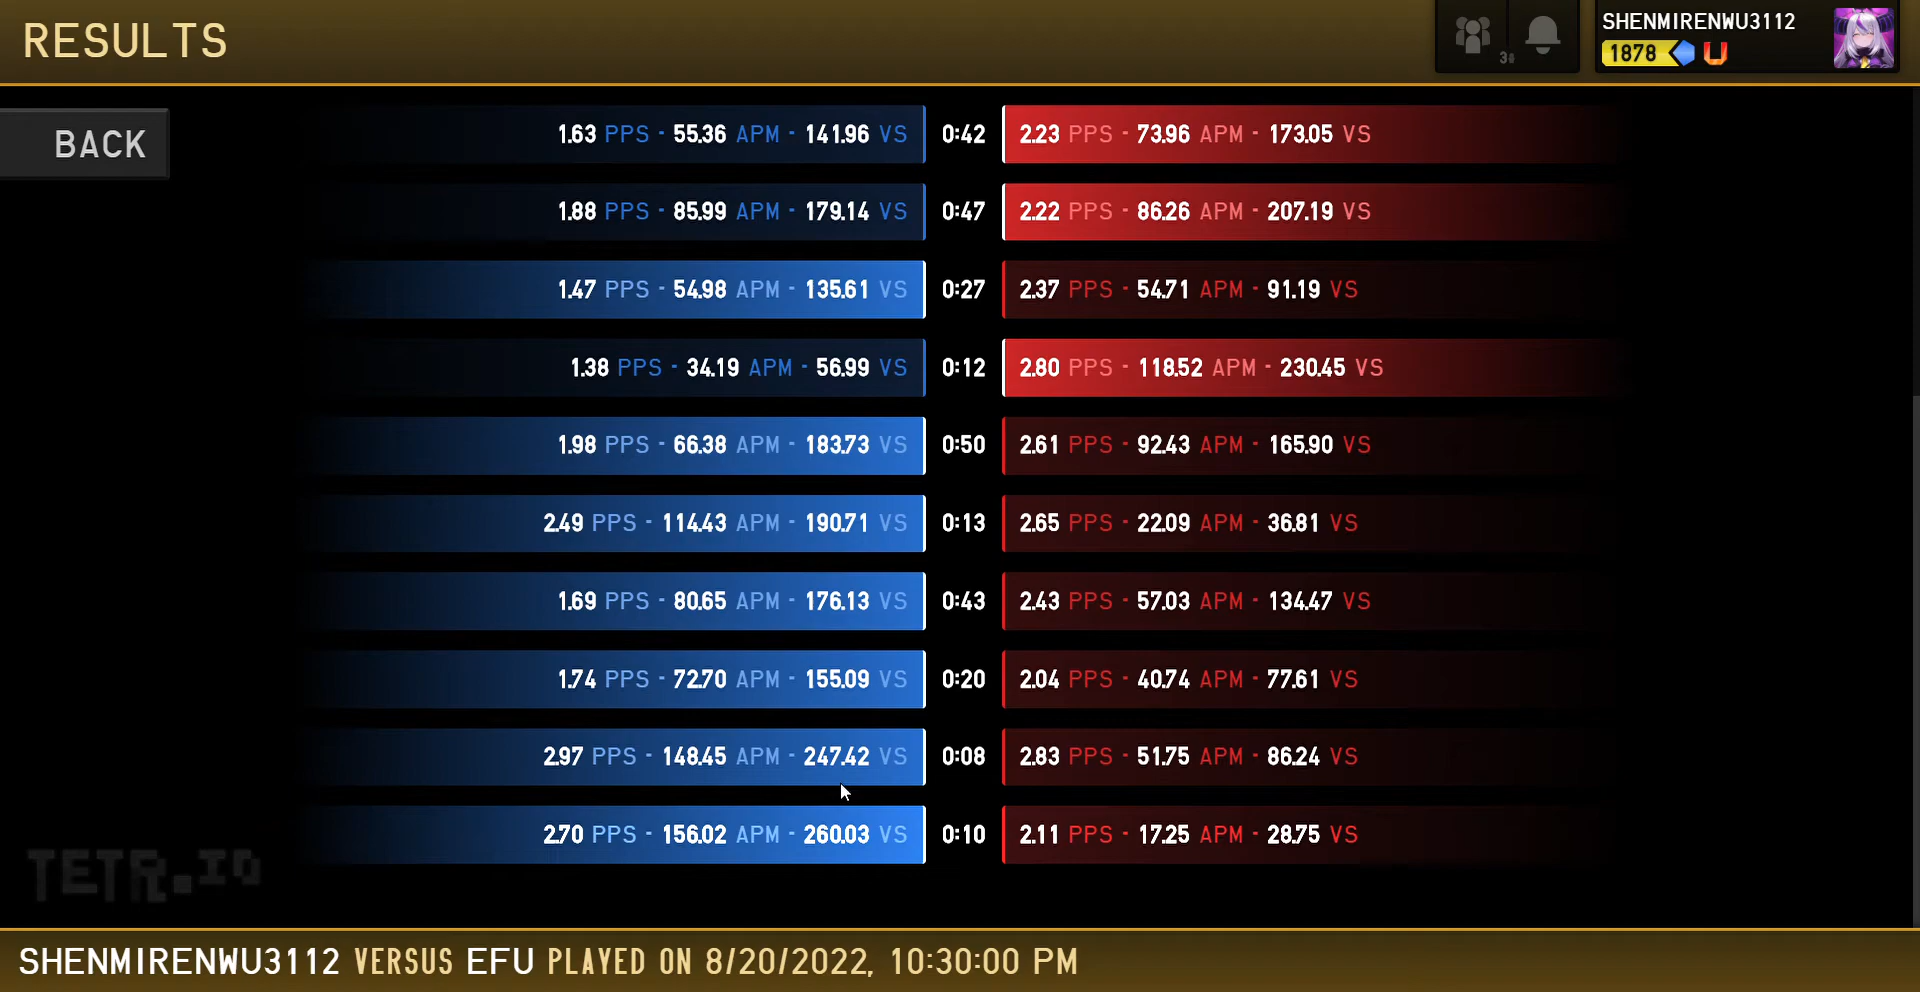 RESULTS
SHENMIRENWU3112
1878
BACK
1.63 PPS - 55.36 APM - 141.96 VS 0:42 2.23 PPS - 73.96 APM - 173.05 VS
1.88 PPS - 85.99 APM - 179.14 VS 0:47 2.22 PPS - 86.26 APM - 207.19 VS
1.47 PPS - 54.98 APM - 135.61 VS 0:27 2.37 PPS - 54.71 APM - 91.19 VS
1.38 PPS - 34.19 APM - 56.99 VS 0:12 2.80 PPS - 118.52 APM - 230.45 VS
1.98 PPS - 66.38 APM - 183.73 VS 0:50 2.61 PPS - 92.43 APM - 165.90 VS
2.49 PPS - 114.43 APM - 190.71 VS 0:13 2.65 PPS - 22.09 APM - 36.81 VS
1.69 PPS - 80.65 APM - 176.13 VS 0:43 2.43 PPS - 57.03 APM - 134.47 VS
1.74 PPS - 72.70 APM - 155.09 VS 0:20 2.04 PPS - 40.74 APM - 77.61 VS
2.97 PPS - 148.45 APM - 247.42 VS 0:08 2.83 PPS - 51.75 APM - 86.24 VS
2.70 PPS - 156.02 APM - 260.03 VS 0:10 2.11 PPS - 17.25 APM - 28.75 VS
TETR.IO
SHENMIRENWU3112 VERSUS EFU PLAYED ON 8/20/2022, 10:30:00 PM